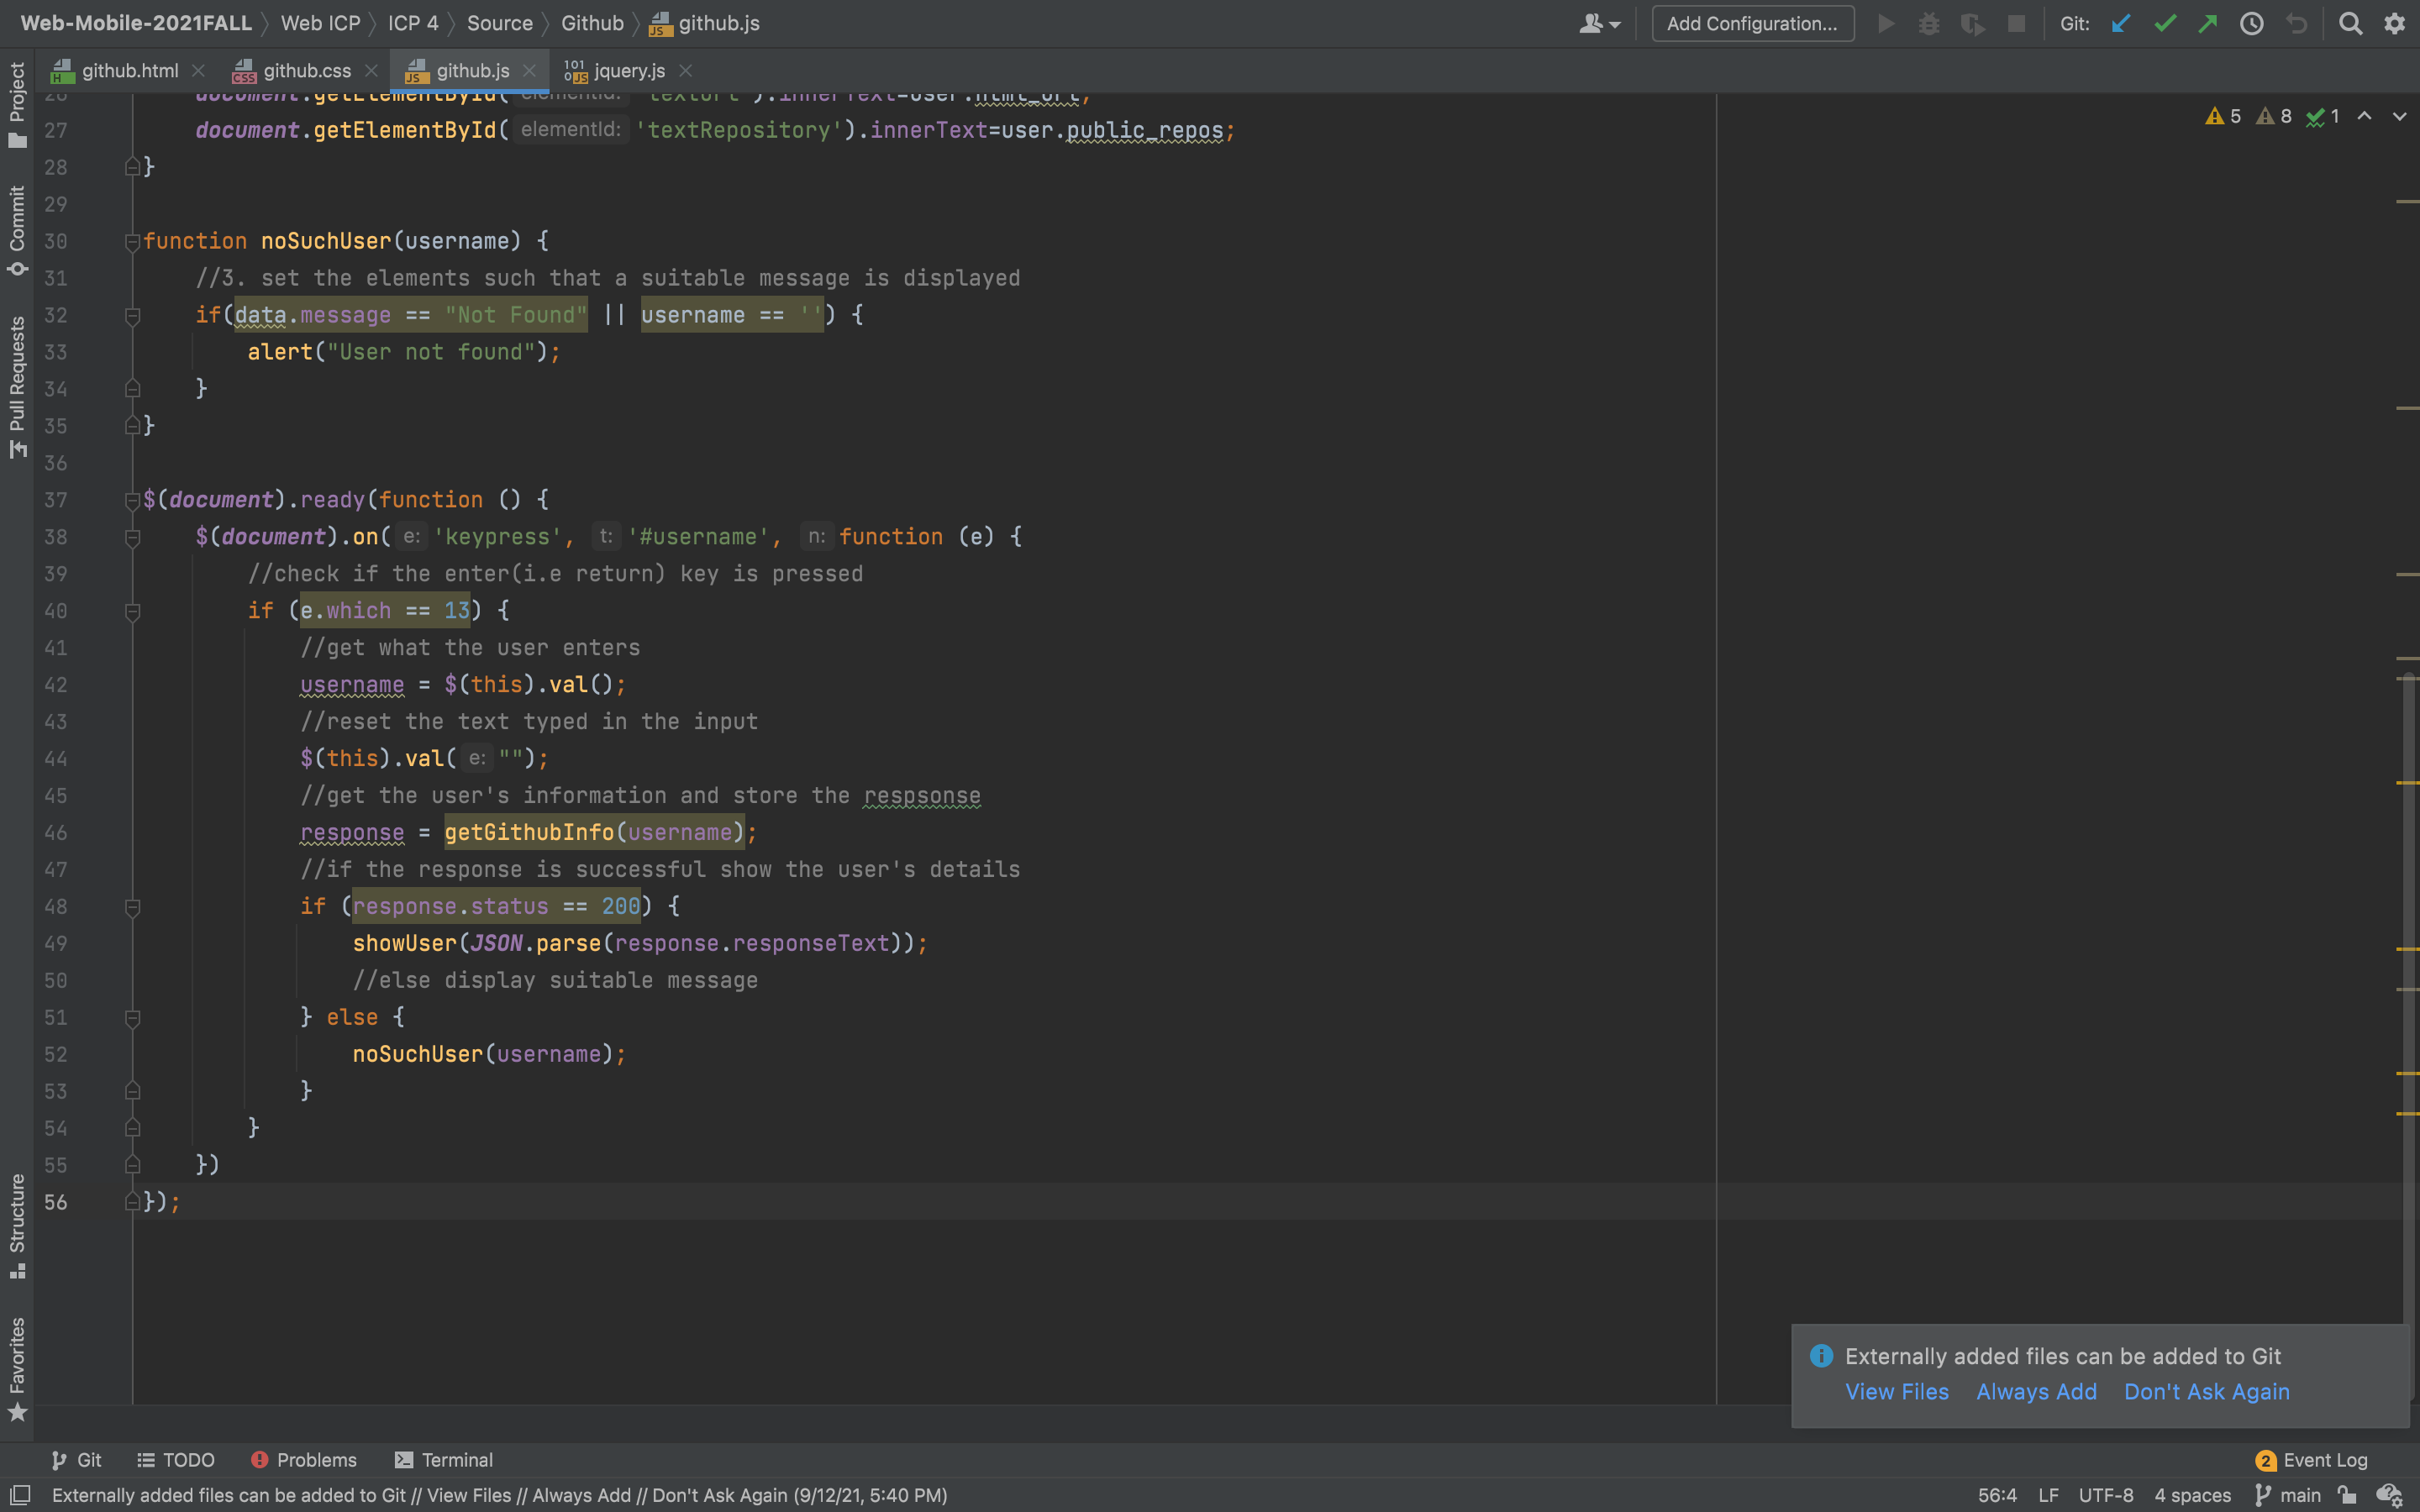 Web-Mobile-2021FALL Web ICP ICP 4 Source Github github.js Add Configuration... Git:
github.html github.css github.js jquery.js
Project
Commit
Pull Requests
Structure
Favorites
5 8 1
26 document.getElementById( elementId: 'textUrl').innerText=user.html_url;
27 document.getElementById( elementId: 'textRepository').innerText=user.public_repos;
28 }
29
30 function noSuchUser(username) {
31 //3. set the elements such that a suitable message is displayed
32 if(data.message == "Not Found" || username == '') {
33 alert("User not found");
34 }
35 }
36
37 $(document).ready(function () {
38 $(document).on( e: 'keypress', t: '#username', n: function (e) {
39 //check if the enter(i.e return) key is pressed
40 if (e.which == 13) {
41 //get what the user enters
42 username = $(this).val();
43 //reset the text typed in the input
44 $(this).val( e: "");
45 //get the user's information and store the respsonse
46 response = getGithubInfo(username);
47 //if the response is successful show the user's details
48 if (response.status == 200) {
49 showUser(JSON.parse(response.responseText));
50 //else display suitable message
51 } else {
52 noSuchUser(username);
53 }
54 }
55 })
56 });
Externally added files can be added to Git
View Files Always Add Don't Ask Again
Git TODO Problems Terminal 2 Event Log
Externally added files can be added to Git // View Files // Always Add // Don't Ask Again (9/12/21, 5:40 PM) 56:4 LF UTF-8 4 spaces main